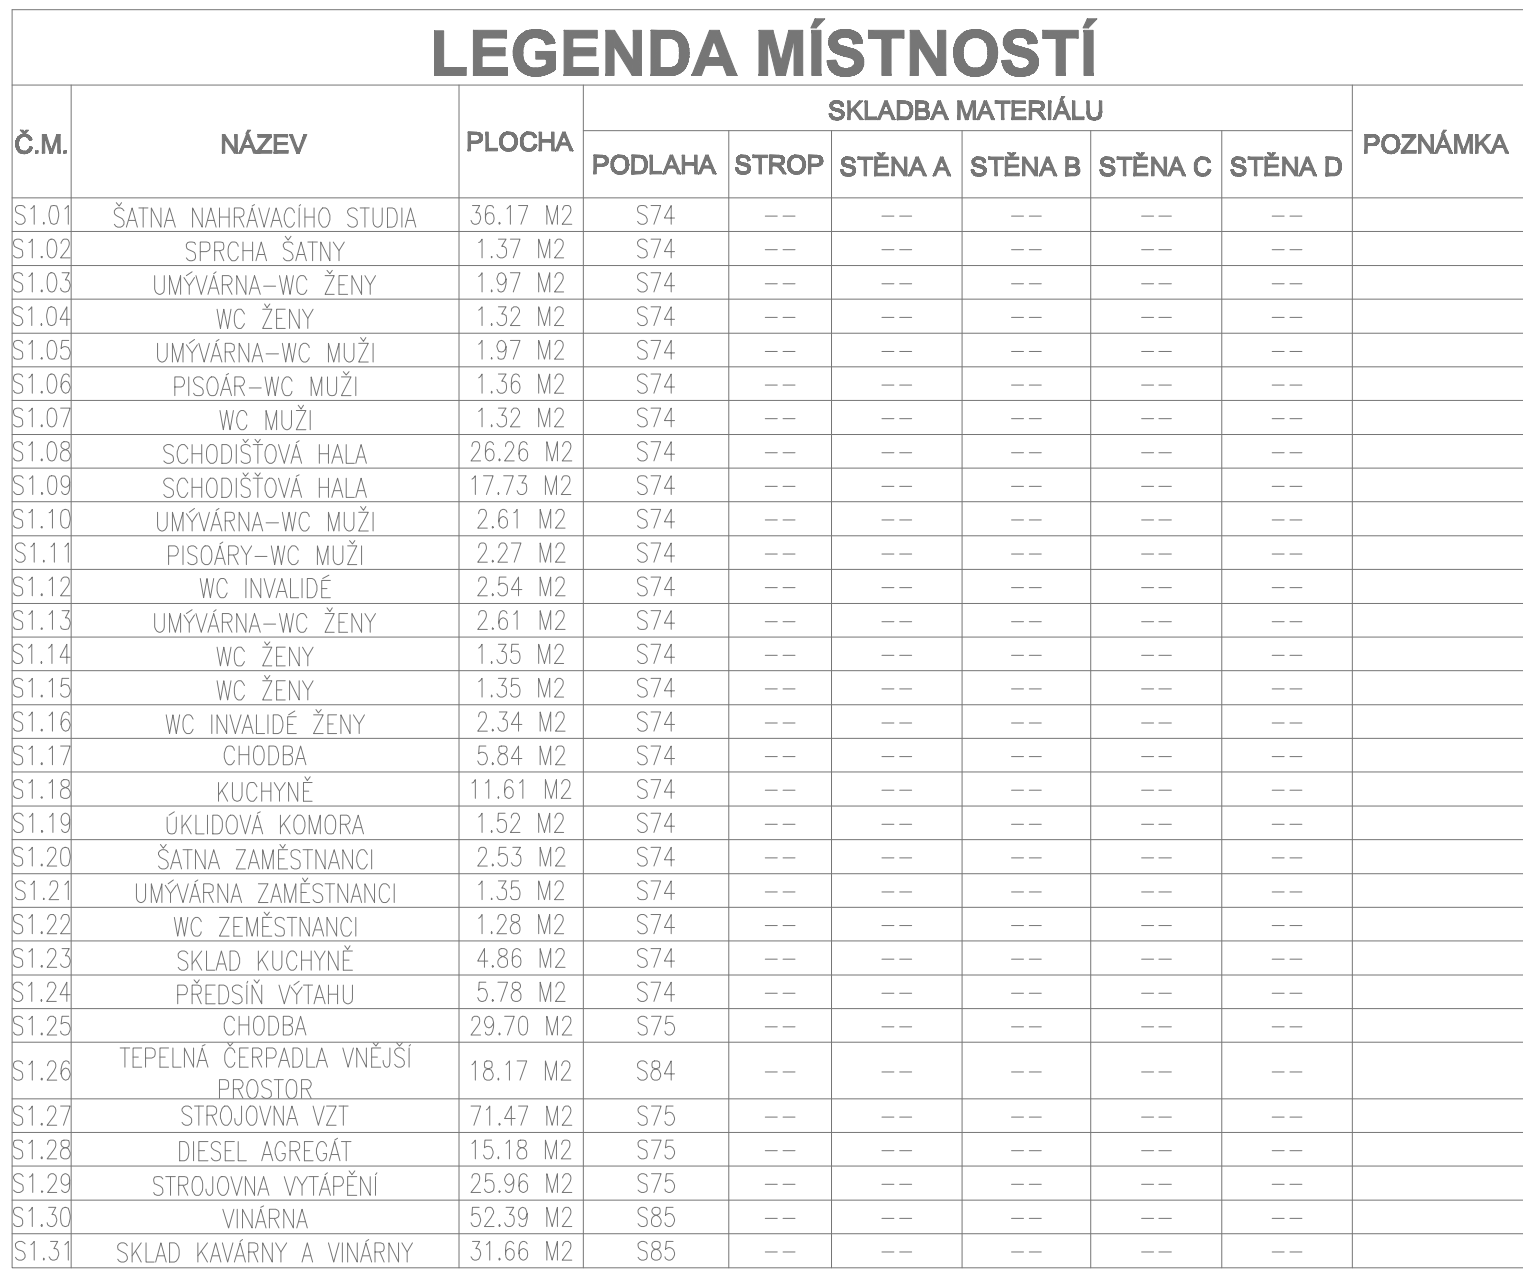 LEGENDA MÍSTNOSTÍ
Č.M. NÁZEV PLOCHA SKLADBA MATERIÁLU POZNÁMKA
PODLAHA STROP STĚNA A STĚNA B STĚNA C STĚNA D
S1.01 ŠATNA NAHRÁVACÍHO STUDIA 36.17 M2 S74 -- -- -- -- --
S1.02 SPRCHA ŠATNY 1.37 M2 S74 -- -- -- -- --
S1.03 UMÝVÁRNA-WC ŽENY 1.97 M2 S74 -- -- -- -- --
S1.04 WC ŽENY 1.32 M2 S74 -- -- -- -- --
S1.05 UMÝVÁRNA-WC MUŽI 1.97 M2 S74 -- -- -- -- --
S1.06 PISOÁR-WC MUŽI 1.36 M2 S74 -- -- -- -- --
S1.07 WC MUŽI 1.32 M2 S74 -- -- -- -- --
S1.08 SCHODIŠŤOVÁ HALA 26.26 M2 S74 -- -- -- -- --
S1.09 SCHODIŠŤOVÁ HALA 17.73 M2 S74 -- -- -- -- --
S1.10 UMÝVÁRNA-WC MUŽI 2.61 M2 S74 -- -- -- -- --
S1.11 PISOÁRY-WC MUŽI 2.27 M2 S74 -- -- -- -- --
S1.12 WC INVALIDÉ 2.54 M2 S74 -- -- -- -- --
S1.13 UMÝVÁRNA-WC ŽENY 2.61 M2 S74 -- -- -- -- --
S1.14 WC ŽENY 1.35 M2 S74 -- -- -- -- --
S1.15 WC ŽENY 1.35 M2 S74 -- -- -- -- --
S1.16 WC INVALIDÉ ŽENY 2.34 M2 S74 -- -- -- -- --
S1.17 CHODBA 5.84 M2 S74 -- -- -- -- --
S1.18 KUCHYNĚ 11.61 M2 S74 -- -- -- -- --
S1.19 ÚKLIDOVÁ KOMORA 1.52 M2 S74 -- -- -- -- --
S1.20 ŠATNA ZAMĚSTNANCI 2.53 M2 S74 -- -- -- -- --
S1.21 UMÝVÁRNA ZAMĚSTNANCI 1.35 M2 S74 -- -- -- -- --
S1.22 WC ZEMĚSTNANCI 1.28 M2 S74 -- -- -- -- --
S1.23 SKLAD KUCHYNĚ 4.86 M2 S74 -- -- -- -- --
S1.24 PŘEDSÍŇ VÝTAHU 5.78 M2 S74 -- -- -- -- --
S1.25 CHODBA 29.70 M2 S75 -- -- -- -- --
S1.26 TEPELNÁ ČERPADLA VNĚJŠÍ
PROSTOR 18.17 M2 S84 -- -- -- -- --
S1.27 STROJOVNA VZT 71.47 M2 S75 -- -- -- -- --
S1.28 DIESEL AGREGÁT 15.18 M2 S75 -- -- -- -- --
S1.29 STROJOVNA VYTÁPĚNÍ 25.96 M2 S75 -- -- -- -- --
S1.30 VINÁRNA 52.39 M2 S85 -- -- -- -- --
S1.31 SKLAD KAVÁRNY A VINÁRNY 31.66 M2 S85 -- -- -- -- --